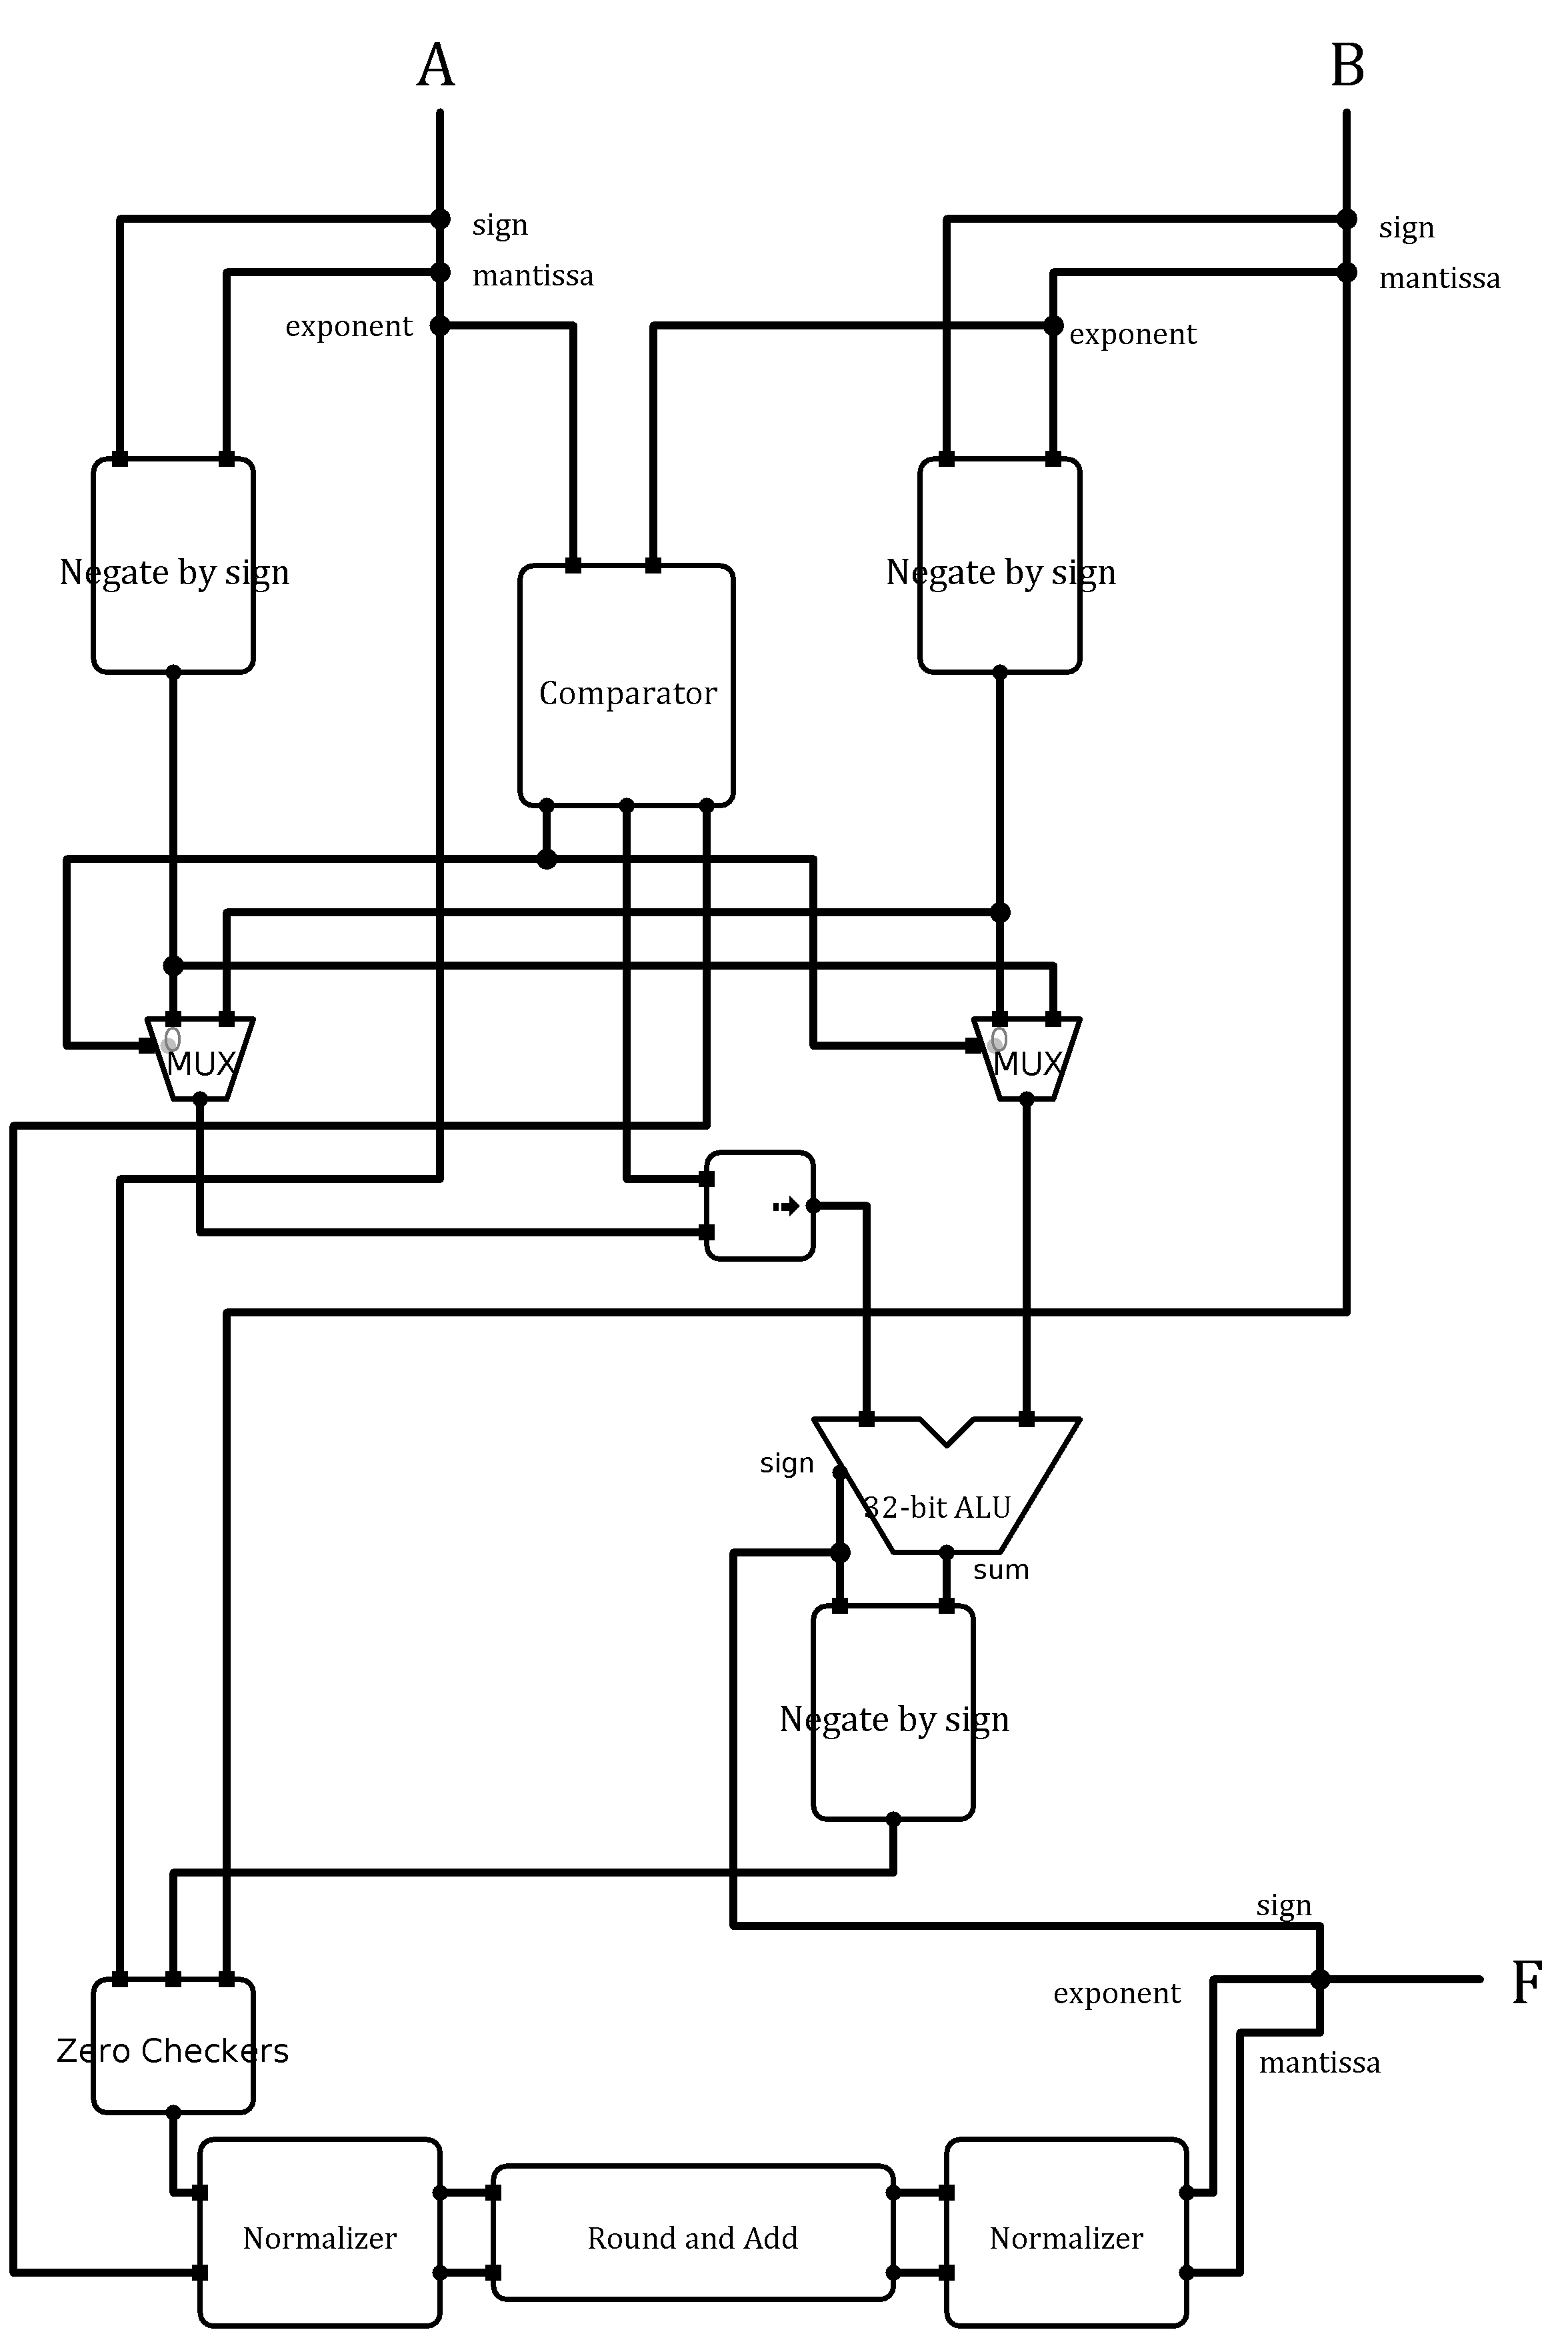 A
B
sign
sign
mantissa
mantissa
exponent
exponent
Negate by sign
Negate by sign
Comparator
0
MUX
0
MUX
sign
32-bit ALU
sum
Negate by sign
sign
exponent
F
Zero Checkers
mantissa
Normalizer
Round and Add
Normalizer